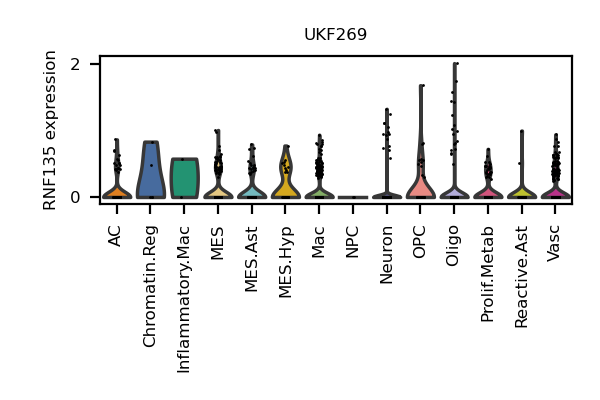 UKF269
RNF135 expression
2
0
AC
Chromatin.Reg
Inflammatory.Mac
MES
MES.Ast
MES.Hyp
Mac
NPC
Neuron
OPC
Oligo
Prolif.Metab
Reactive.Ast
Vasc